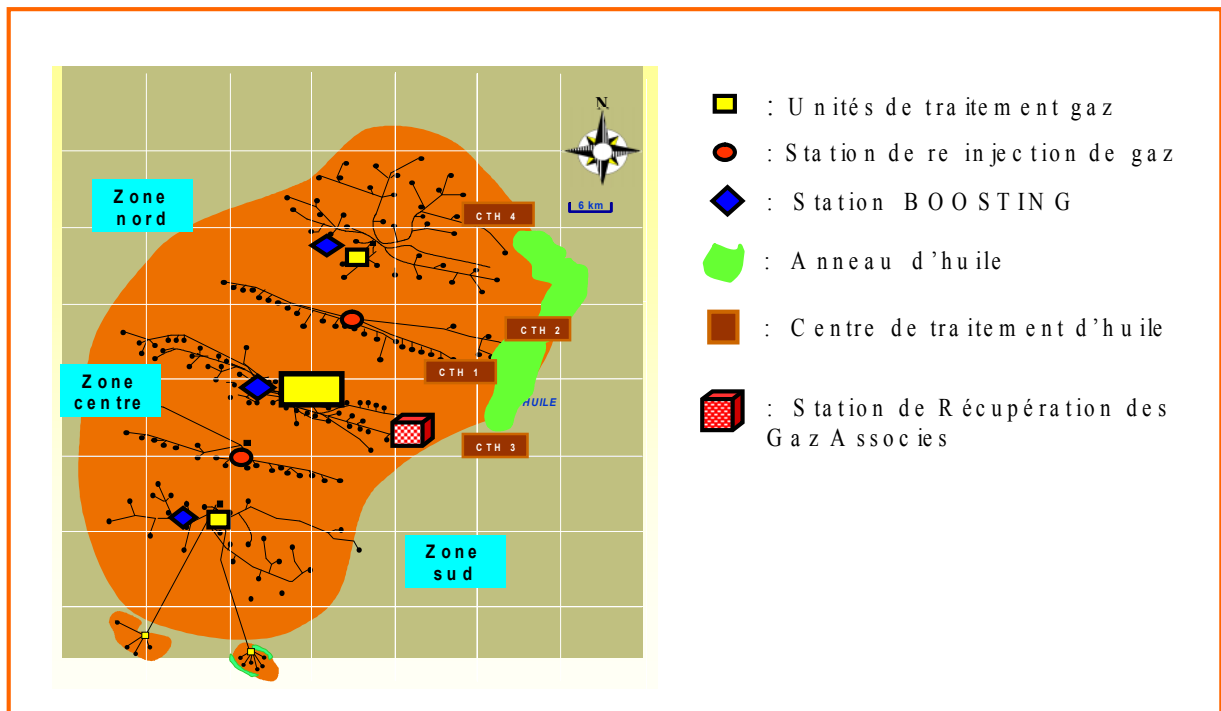 N
Zone
nord
6 km
CTH 4
CTH 2
CTH 1
HUILE
Zone
centre
CTH 3
Zone
sud
: Unités de traitement gaz
: Station de re injection de gaz
: Station BOOSTING
: Anneau d'huile
: Centre de traitement d'huile
: Station de Récupération des
Gaz Associes